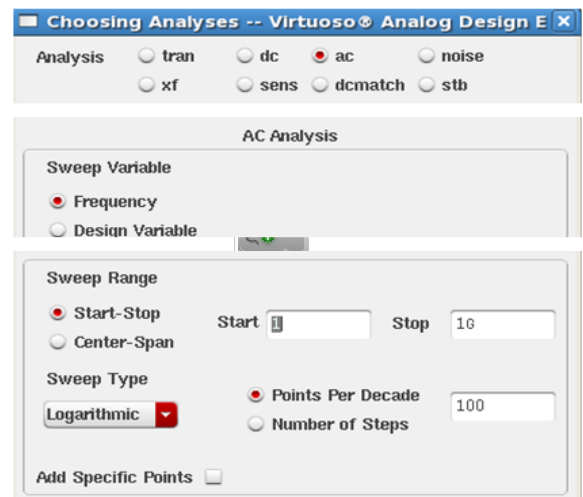 Choosing Analyses -- Virtuoso® Analog Design E
Analysis tran dc ac noise
xf sens dcmatch stb
AC Analysis
Sweep Variable
Frequency
Design Variable
Sweep Range
Start-Stop
Start 1 Stop 1G
Center-Span
Sweep Type
Points Per Decade 100
Logarithmic
Number of Steps
Add Specific Points